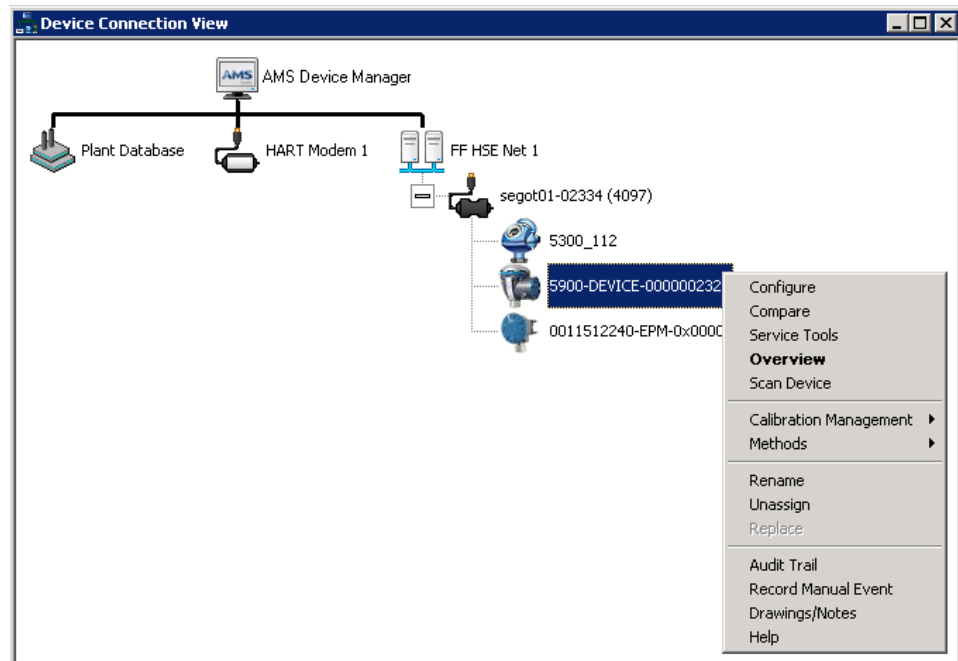 Device Connection View
AMS AMS Device Manager
Plant Database
HART Modem 1
FF HSE Net 1
segot01-02334 (4097)
5300_112
5900-DEVICE-000000232
0011512240-EPM-0x0000
Configure
Compare
Service Tools
Overview
Scan Device
Calibration Management
Methods
Rename
Unassign
Replace
Audit Trail
Record Manual Event
Drawings/Notes
Help